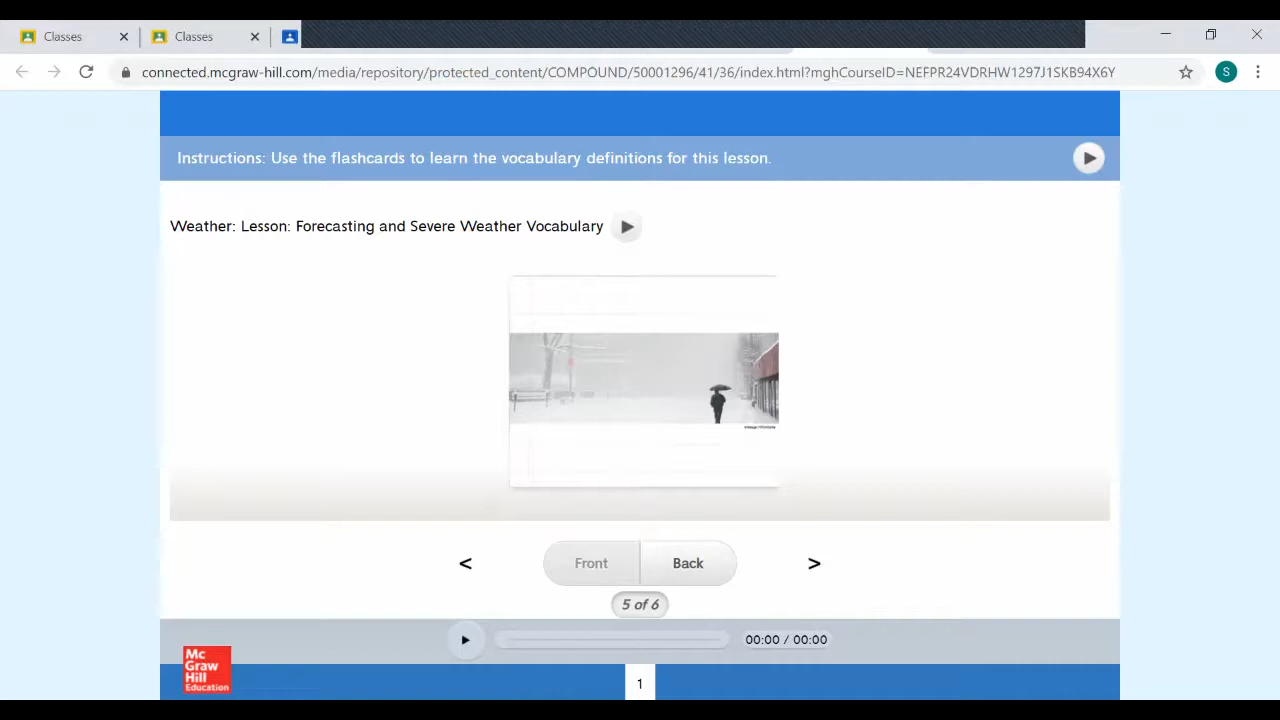 Classes
Classes
connected.mcgraw-hill.com/media/repository/protected_content/COMPOUND/50001296/41/36/index.html?mghCourseID=NEFPR24VDRHW1297J1SKB94X6Y
S
Instructions: Use the flashcards to learn the vocabulary definitions for this lesson.
Weather: Lesson: Forecasting and Severe Weather Vocabulary
< Front Back >
5 of 6
00:00 / 00:00
Mc
Graw
Hill
Education
1